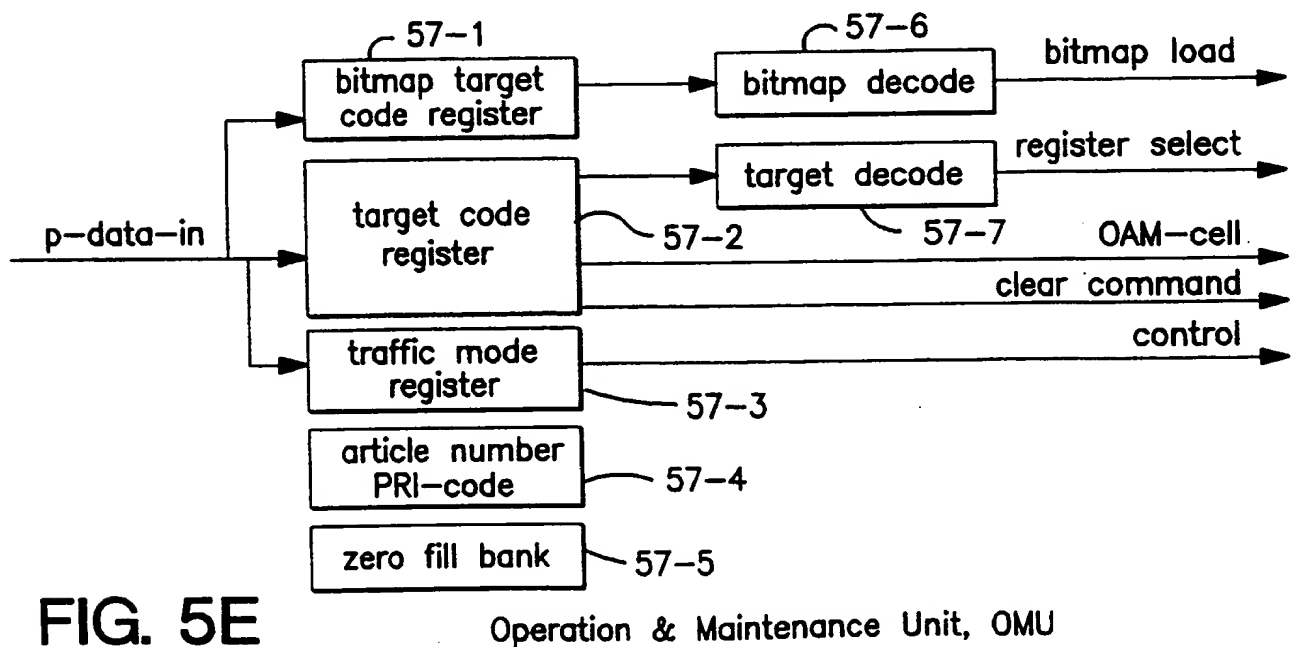 57-1
57-6
bitmap target
code register
bitmap decode
bitmap load
target code
register
target decode
register select
p-data-in
57-2
57-7
OAM-cell
clear command
traffic mode
register
control
57-3
article number
PRI-code
57-4
zero fill bank
57-5
FIG. 5E
Operation & Maintenance Unit, OMU